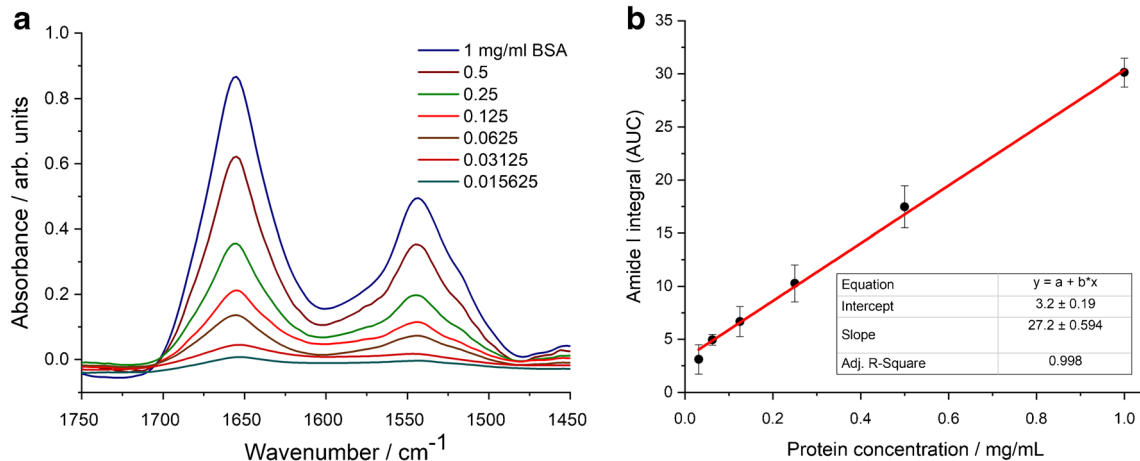 a
1.0
0.8
0.6
0.4
0.2
0.0
Absorbance / arb. units
1 mg/ml BSA
0.5
0.25
0.125
0.0625
0.03125
0.015625
1750 1700 1650 1600 1550 1500 1450
Wavenumber / cm⁻¹
b
35
30
25
20
15
10
5
0
Amide I integral (AUC)
Equation y = a + b*x
Intercept 3.2 ± 0.19
Slope 27.2 ± 0.594
Adj. R-Square 0.998
0.0 0.2 0.4 0.6 0.8 1.0
Protein concentration / mg/mL